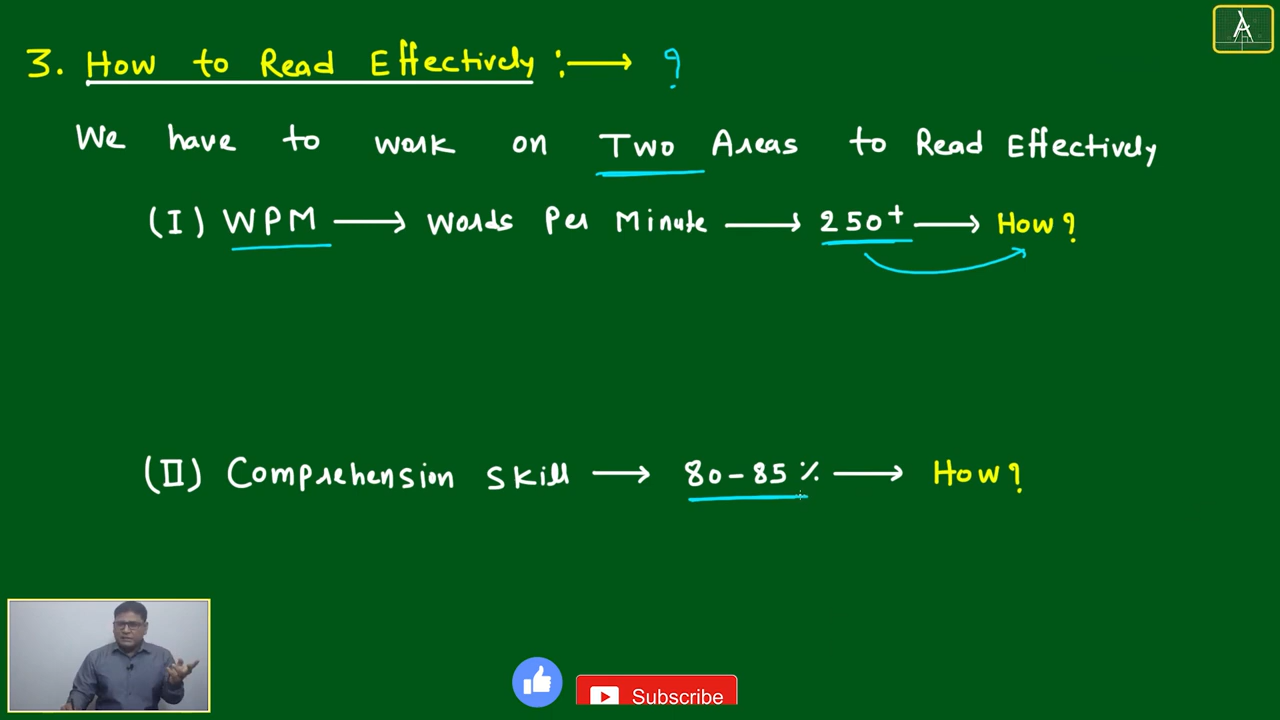 3. How to Read Effectively :⟶ ?
We have to work on Two Areas to Read Effectively
(I) WPM ⟶ Words Per Minute ⟶ 250+ ⟶ How?
(II) Comprehension skill ⟶ 80-85% ⟶ How?
Subscribe